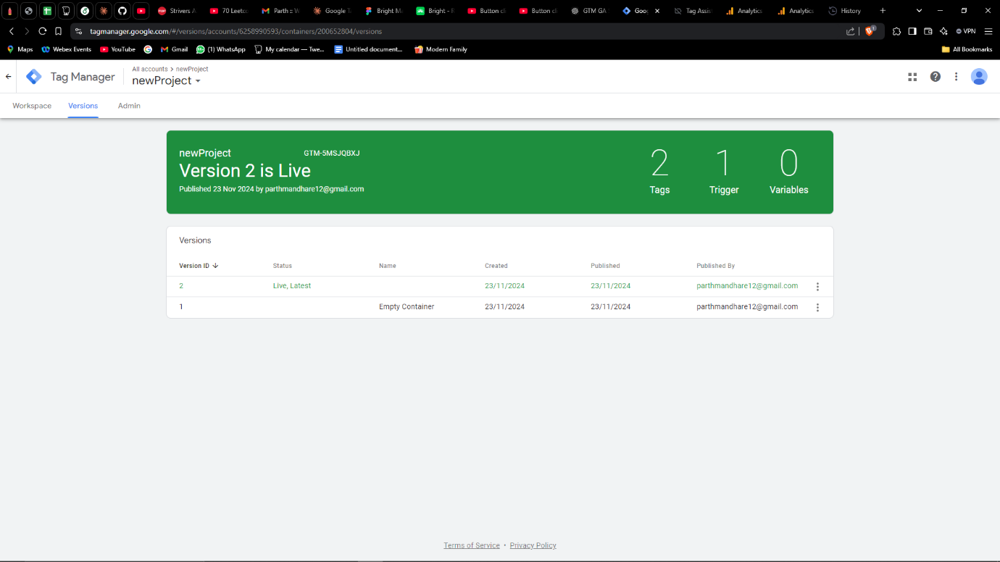 Strivers A
70 Leetc
Parth :: W
Google T
Bright M
Bright - R
Button cl
Button cl
GTM GA
Goog
Tag Assis
Analytics
Analytics
History
tagmanager.google.com/#/versions/accounts/6258990593/containers/200652804/versions
1
VPN
Maps
Webex Events
YouTube
Gmail
(1) WhatsApp
My calendar — Twe...
Untitled document...
Modern Family
All Bookmarks
Tag Manager
All accounts > newProject
newProject
Workspace
Versions
Admin
newProject
GTM-5MSJQBXJ
Version 2 is Live
Published 23 Nov 2024 by parthmandhare12@gmail.com
2
1
0
Tags
Trigger
Variables
Versions
Version ID
Status
Name
Created
Published
Published By
2
Live, Latest
23/11/2024
23/11/2024
parthmandhare12@gmail.com
1
Empty Container
23/11/2024
23/11/2024
parthmandhare12@gmail.com
Terms of Service • Privacy Policy